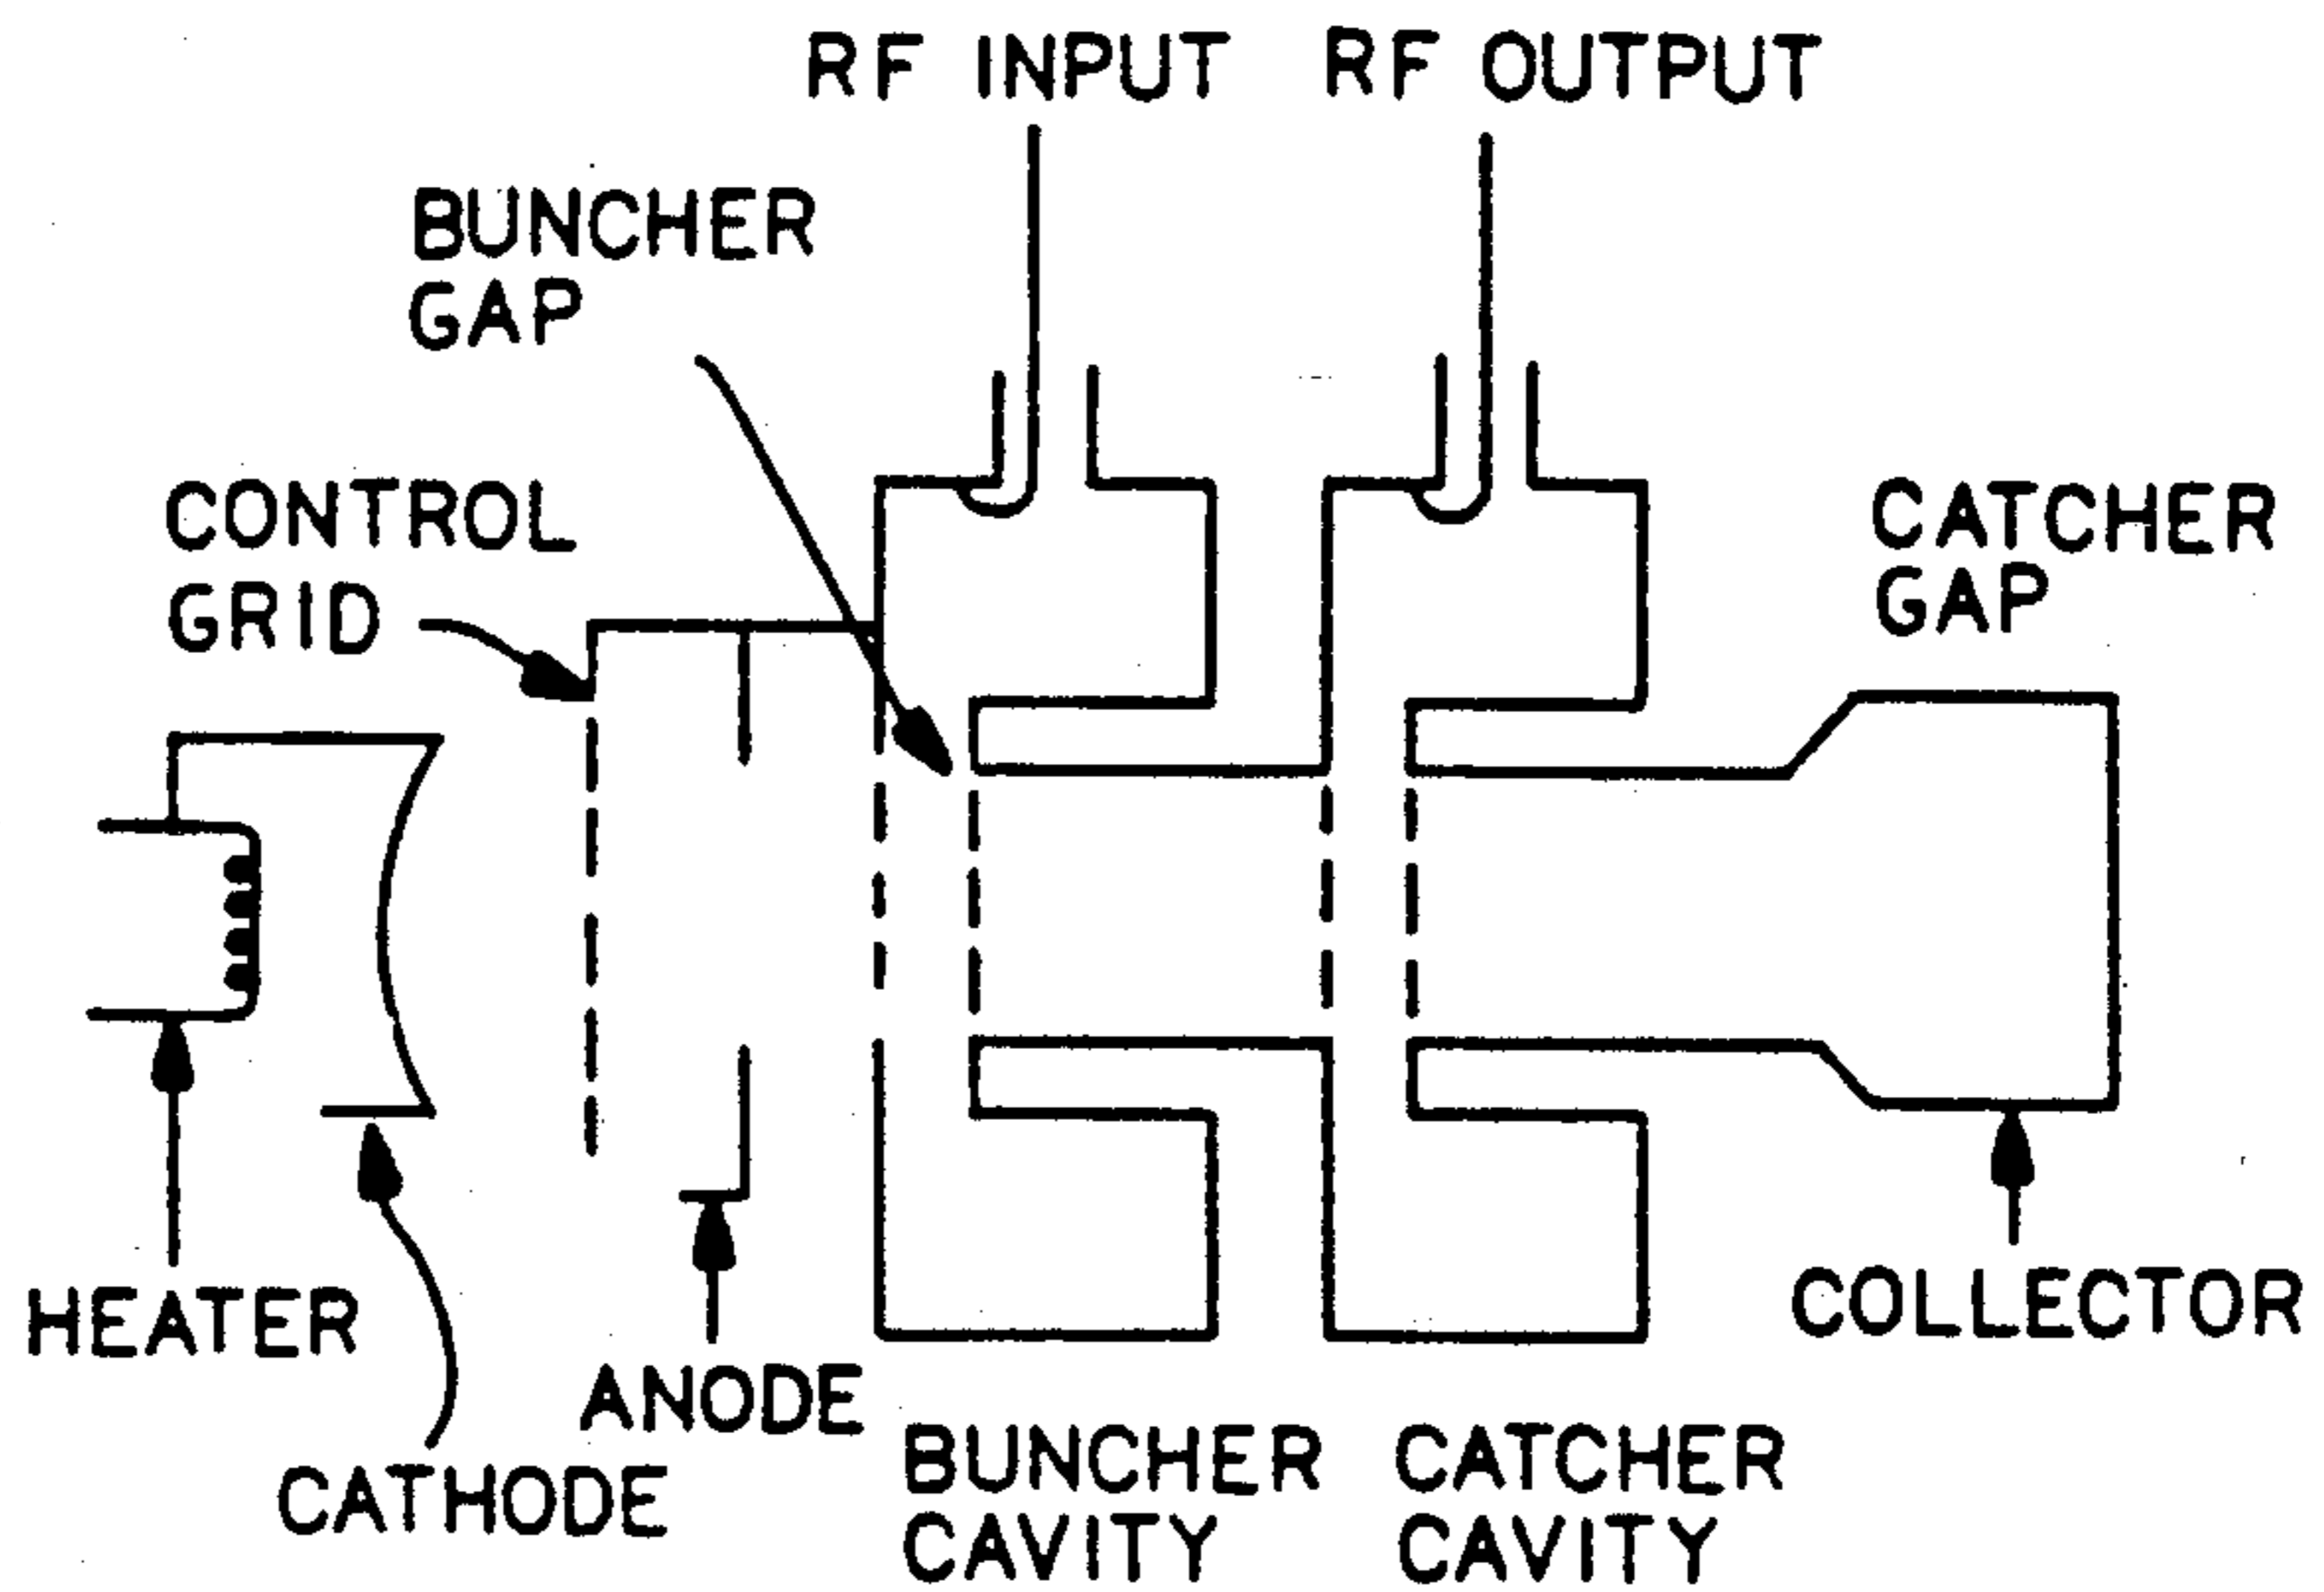 RF INPUT
RF OUTPUT
BUNCHER
GAP
CONTROL
GRID
CATCHER
GAP
HEATER
CATHODE
ANODE
BUNCHER
CAVITY
CATCHER
CAVITY
COLLECTOR